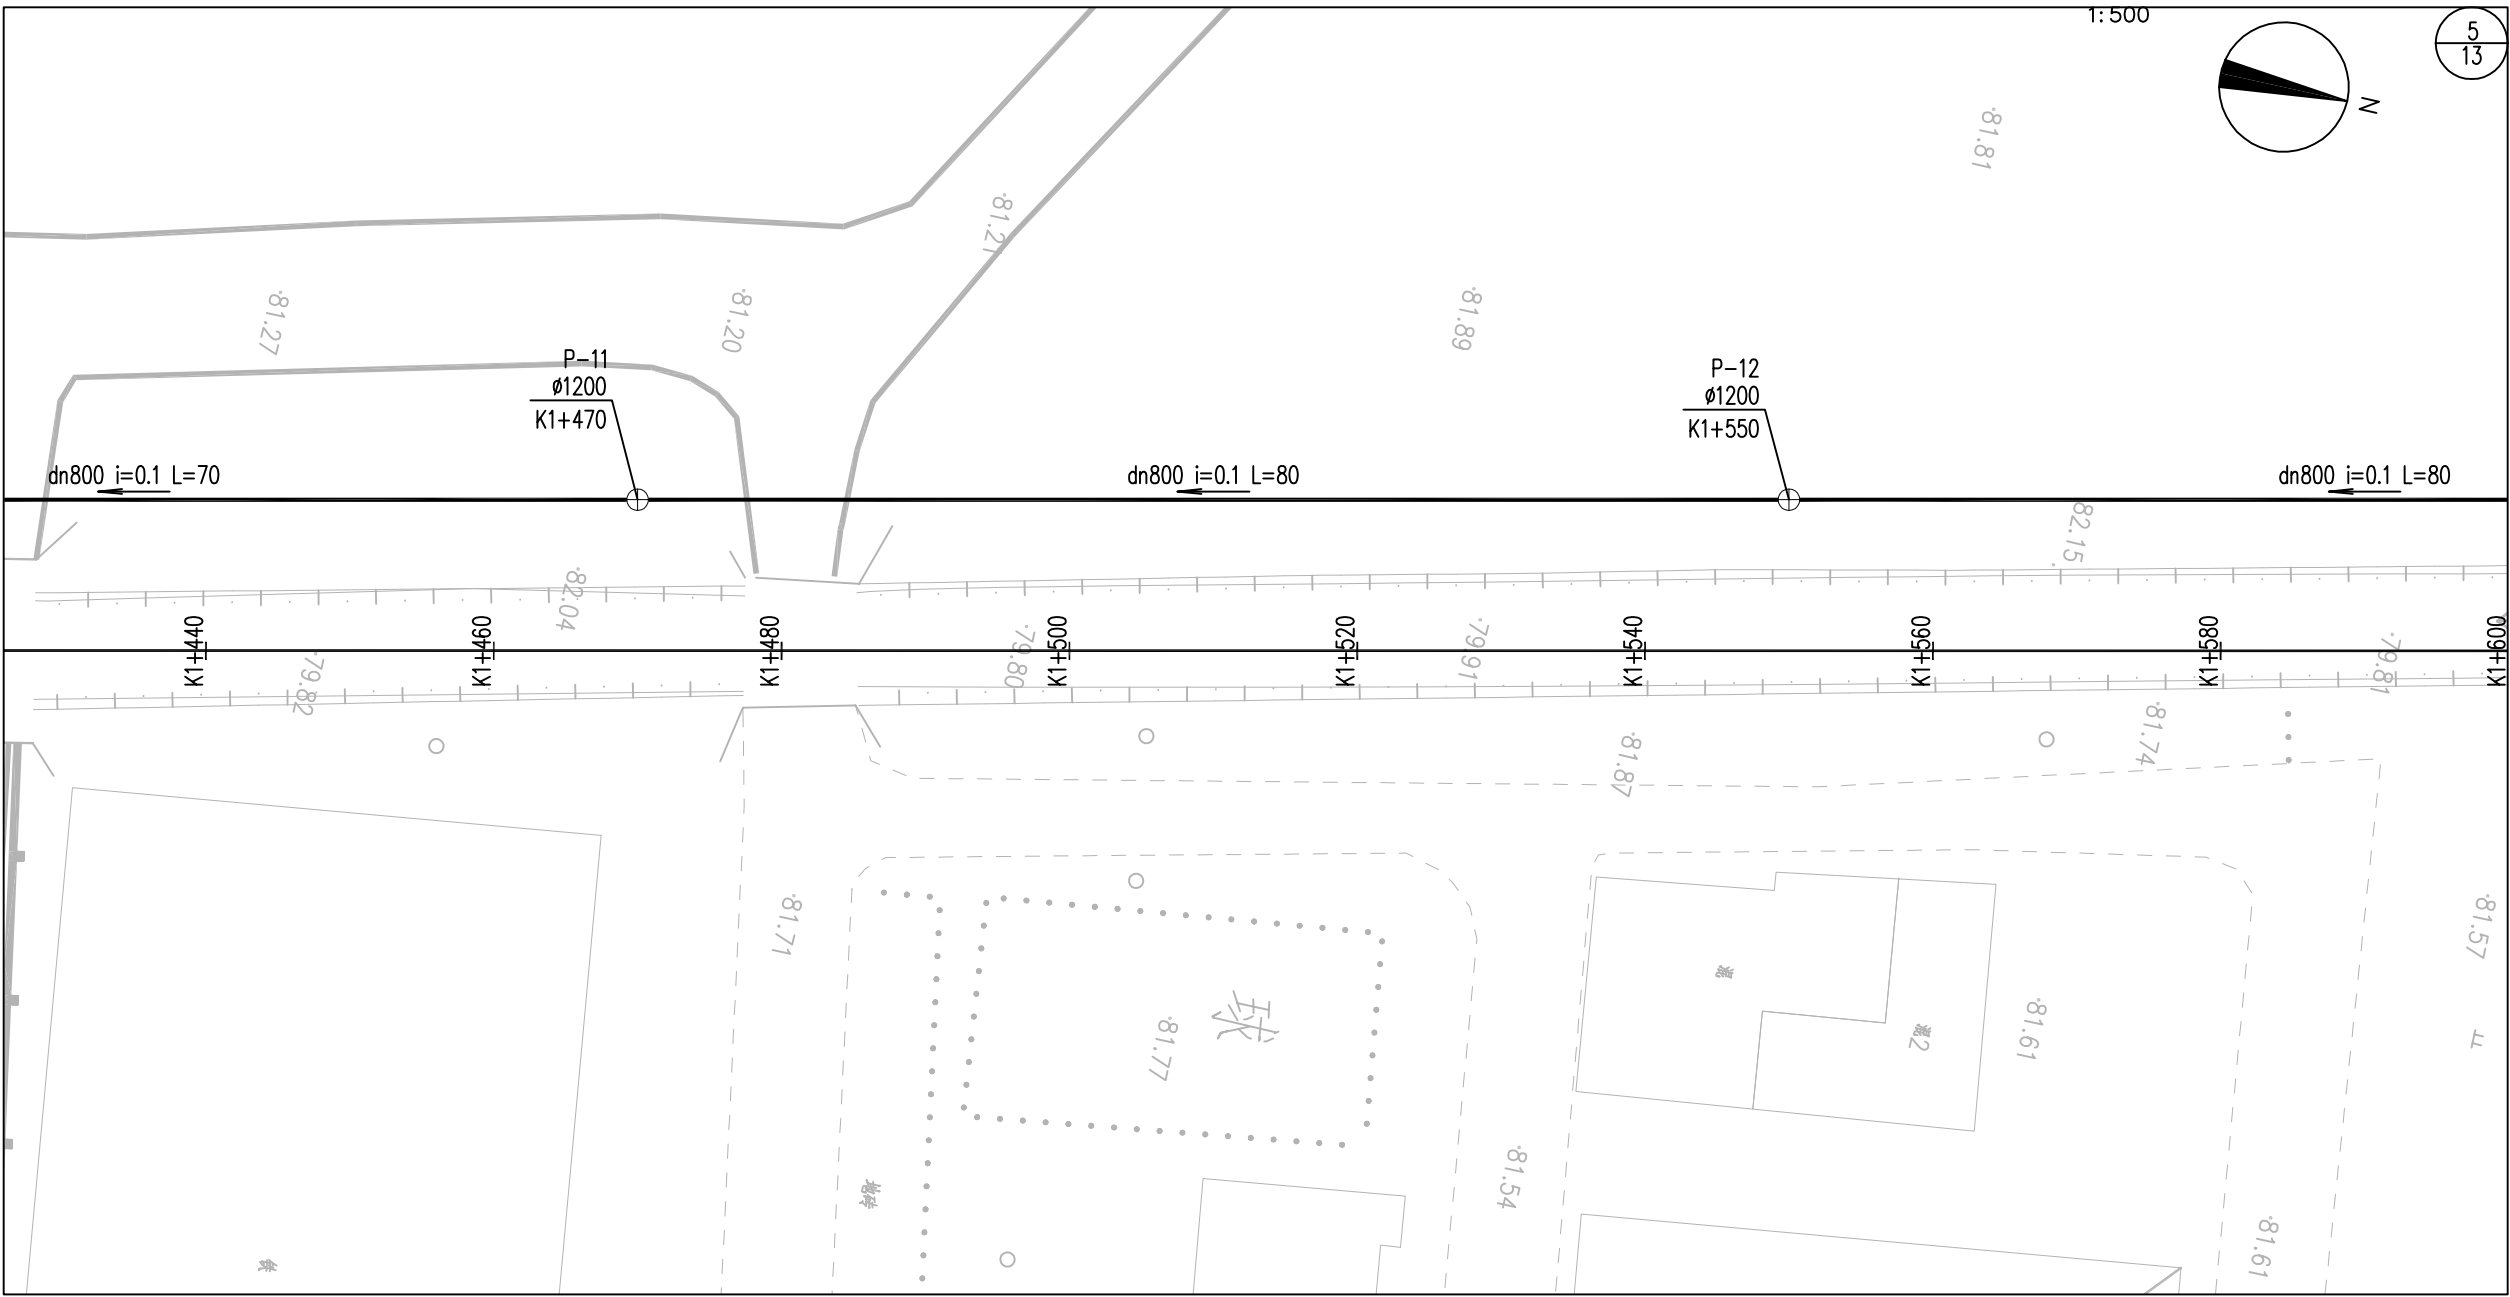 1:500
5
13
N
81.81
81.27
81.27
81.20
81.89
P-11
ø1200
K1+470
P-12
ø1200
K1+550
dn800 i=0.1 L=70
dn800 i=0.1 L=80
dn800 i=0.1 L=80
82.15
82.04
K1+440
K1+460
K1+480
K1+500
K1+520
K1+540
K1+560
K1+580
K1+600
79.82
79.80
79.91
79.81
81.87
81.74
81.71
81.57
球
81.77
2
81.61
81.54
81.61